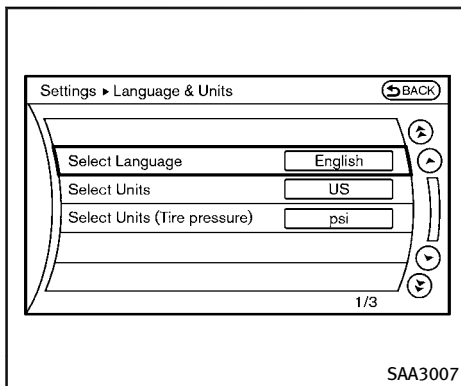 Settings ▸ Language & Units
BACK
Select Language English
Select Units US
Select Units (Tire pressure) psi
1/3
SAA3007